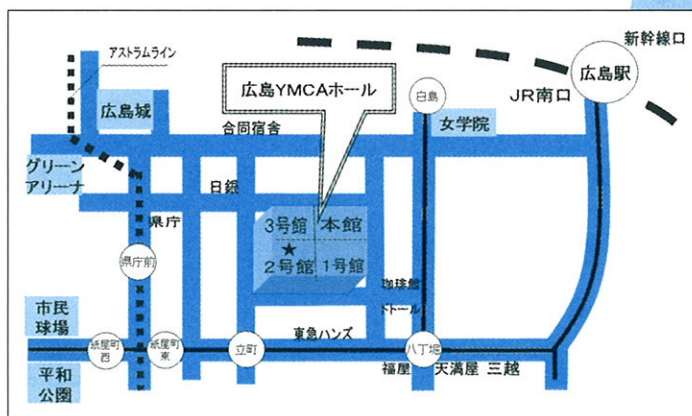 新幹線口
アストラムライン
広島駅
広島YMCAホール
白島
JR南口
広島城
女学院
合同宿舎
グリーン
アリーナ
日銀
県庁
3号館
本館
★
2号館
1号館
県庁前
珈琲館
ドトール
市民
球場
東急ハンズ
紙屋町
西
紙屋町
東
立町
八丁堀
福屋
天満屋
三越
平和
公園